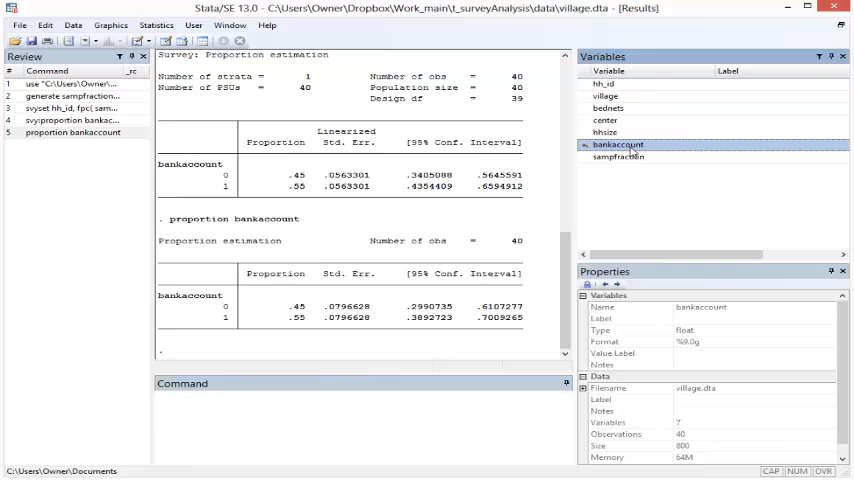 Stata/SE 13.0 - C:\Users\Owner\Dropbox\Work_main\t_surveyAnalysis\data\village.dta - [Results]
File Edit Data Graphics Statistics User Window Help
Review
# Command _rc
1 use "C:\Users\Owner\...
2 generate sampfraction...
3 svyset hh_id, fpc( sam...
4 svy:proportion bankac...
5 proportion bankaccount
Survey: Proportion estimation
Number of strata = 1 Number of obs = 40
Number of PSUs = 40 Population size = 40
Design df = 39
Linearized
Proportion Std. Err. [95% Conf. Interval]
bankaccount
0 .45 .0563301 .3405088 .5645591
1 .55 .0563301 .4354409 .6594912
. proportion bankaccount
Proportion estimation Number of obs = 40
Proportion Std. Err. [95% Conf. Interval]
bankaccount
0 .45 .0796628 .2990735 .6107277
1 .55 .0796628 .3892723 .7009265
.
Command
C:\Users\Owner\Documents
Variables
Variable Label
hh_id
village
bednets
center
hhsize
bankaccount
sampfraction
Properties
Variables
Name bankaccount
Label
Type float
Format %9.0g
Value Label
Notes
Data
Filename village.dta
Label
Notes
Variables 7
Observations 40
Size 800
Memory 64M
CAP NUM OVR